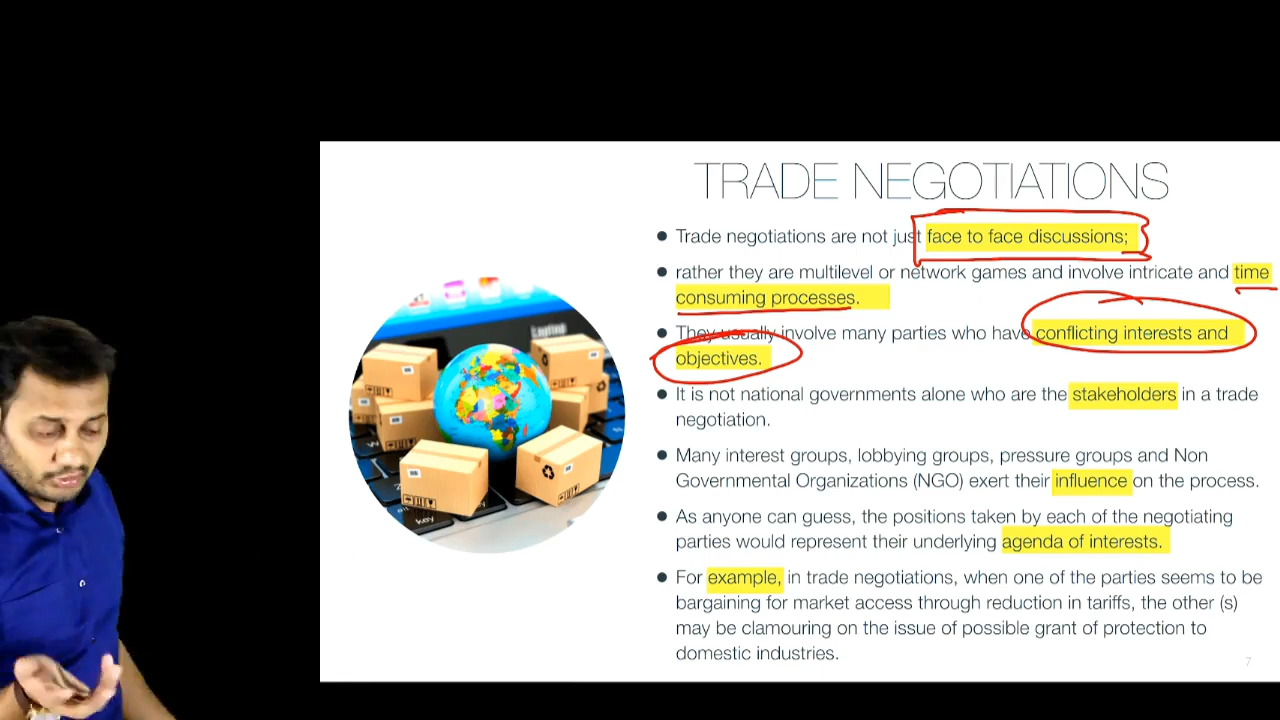 TRADE NEGOTIATIONS
● Trade negotiations are not just face to face discussions;
● rather they are multilevel or network games and involve intricate and time
consuming processes.
● They usually involve many parties who have conflicting interests and
objectives.
● It is not national governments alone who are the stakeholders in a trade
negotiation.
● Many interest groups, lobbying groups, pressure groups and Non
Governmental Organizations (NGO) exert their influence on the process.
● As anyone can guess, the positions taken by each of the negotiating
parties would represent their underlying agenda of interests.
● For example, in trade negotiations, when one of the parties seems to be
bargaining for market access through reduction in tariffs, the other (s)
may be clamouring on the issue of possible grant of protection to
domestic industries.
7